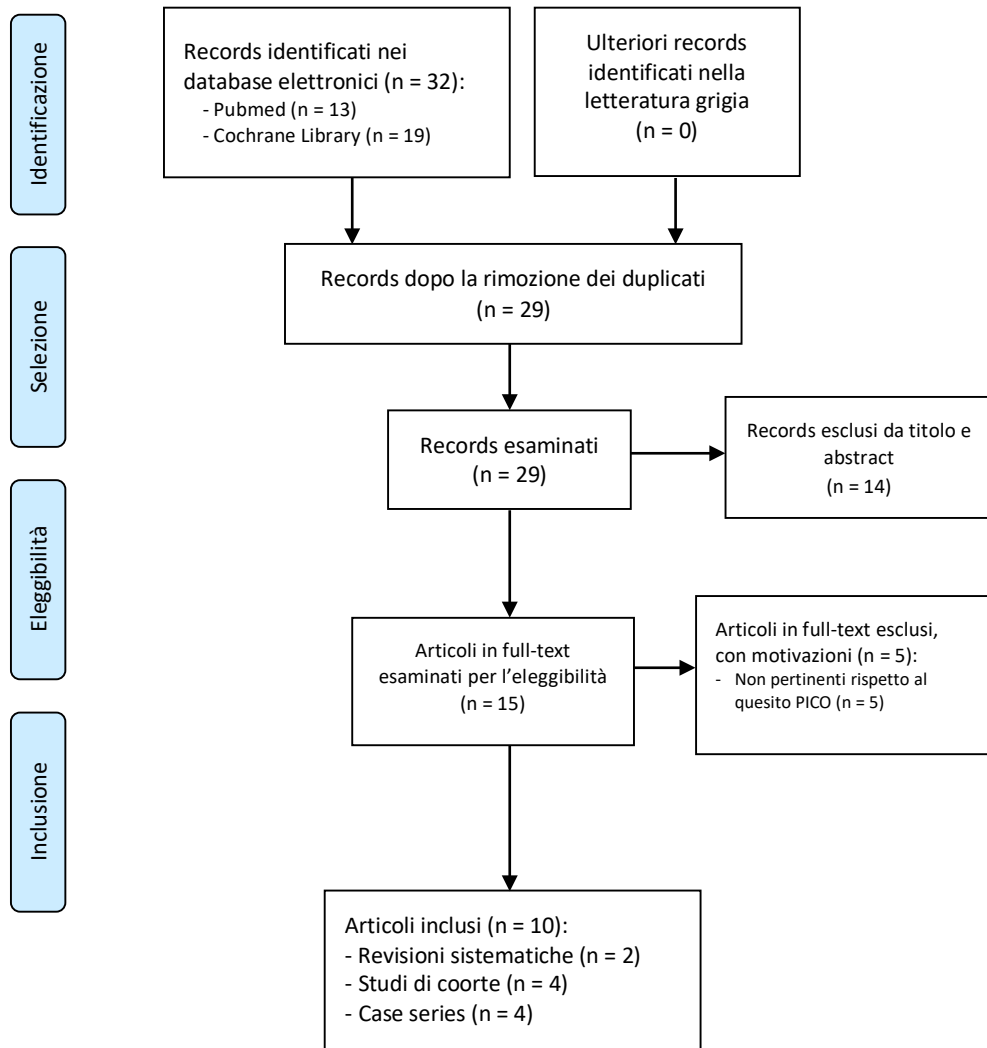 Identificazione
Records identificati nei
database elettronici (n = 32):
- Pubmed (n = 13)
- Cochrane Library (n = 19)
Ulteriori records
identificati nella
letteratura grigia
(n = 0)
Selezione
Records dopo la rimozione dei duplicati
(n = 29)
Records esaminati
(n = 29)
Records esclusi da titolo e
abstract
(n = 14)
Eleggibilità
Articoli in full-text
esaminati per l'eleggibilità
(n = 15)
Articoli in full-text esclusi,
con motivazioni (n = 5):
- Non pertinenti rispetto al
quesito PICO (n = 5)
Inclusione
Articoli inclusi (n = 10):
- Revisioni sistematiche (n = 2)
- Studi di coorte (n = 4)
- Case series (n = 4)